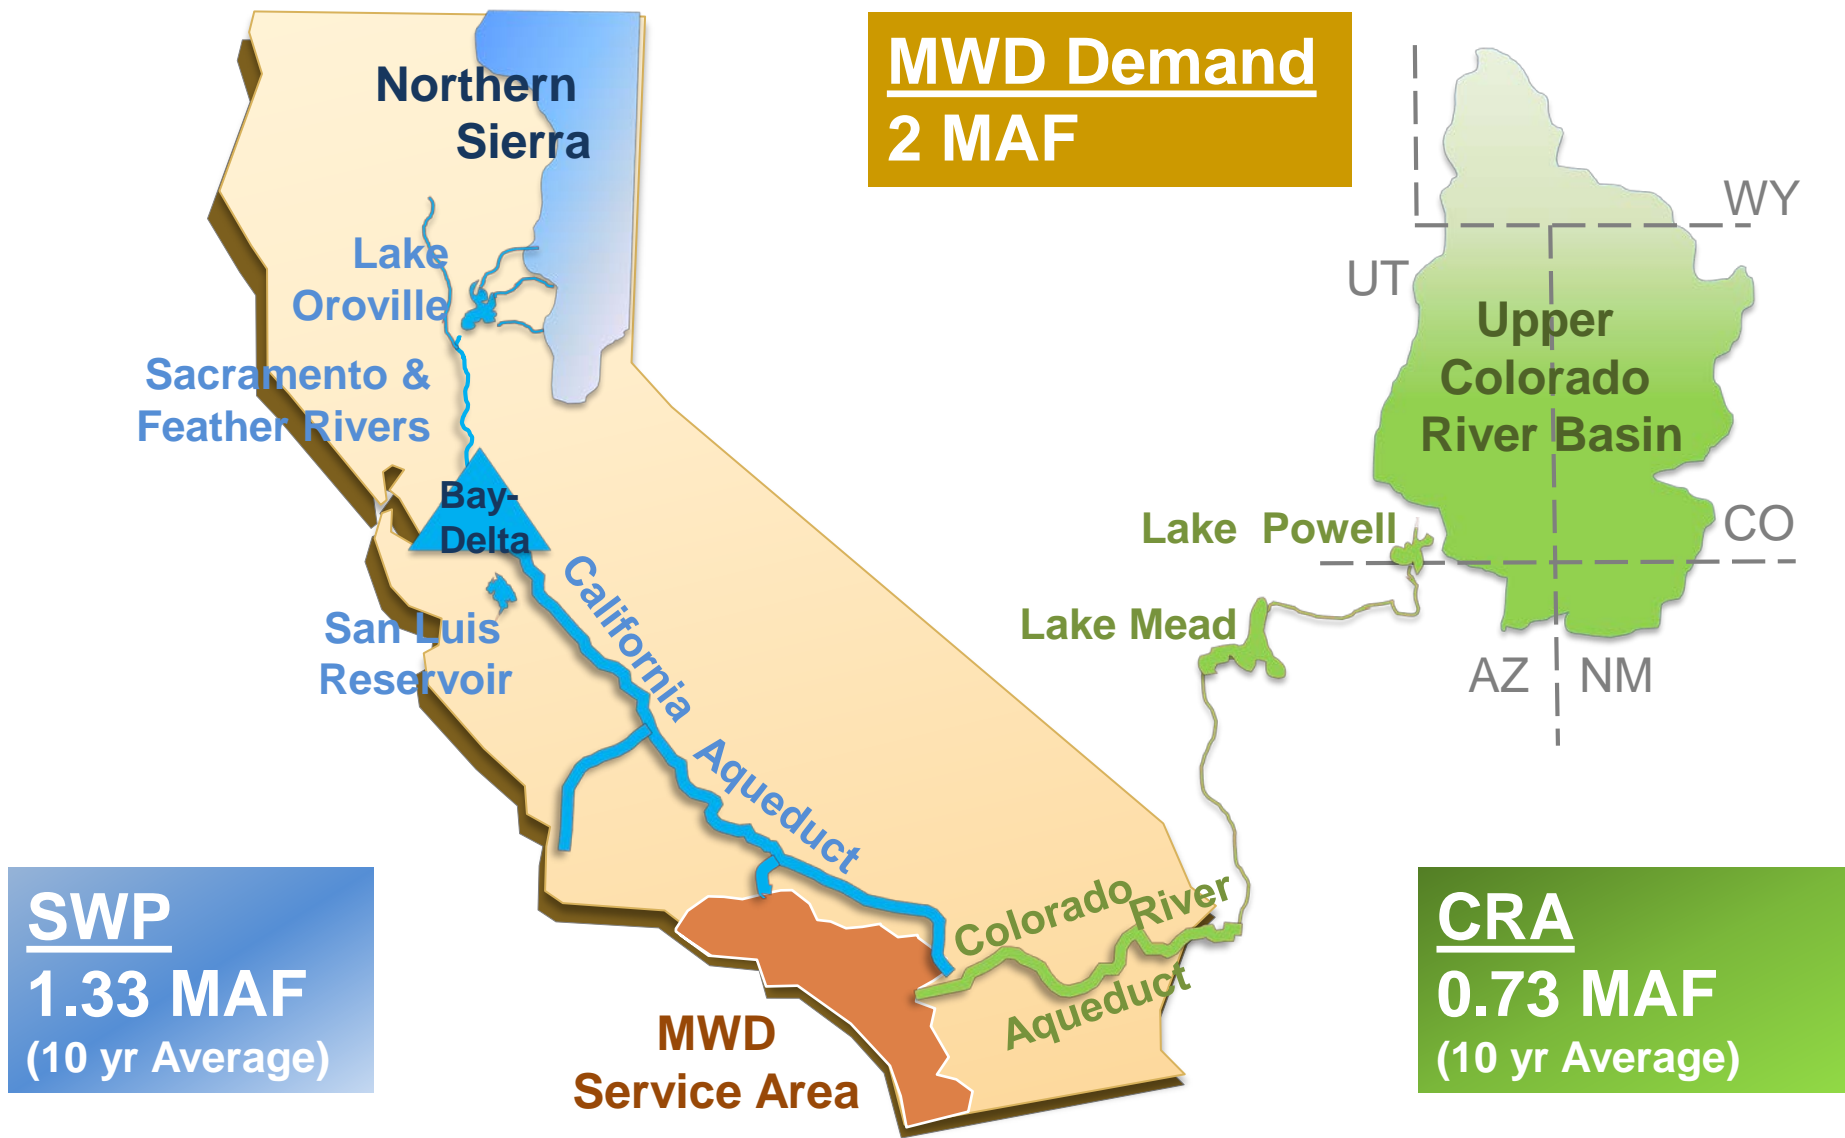 Northern
Sierra
MWD Demand
2 MAF
WY
UT
Lake
Oroville
Upper
Colorado
River Basin
Sacramento &
Feather Rivers
Bay-
Delta
Lake Powell
CO
California Aqueduct
San Luis
Reservoir
Lake Mead
AZ
NM
SWP
1.33 MAF
(10 yr Average)
Colorado River
Aqueduct
MWD
Service Area
CRA
0.73 MAF
(10 yr Average)